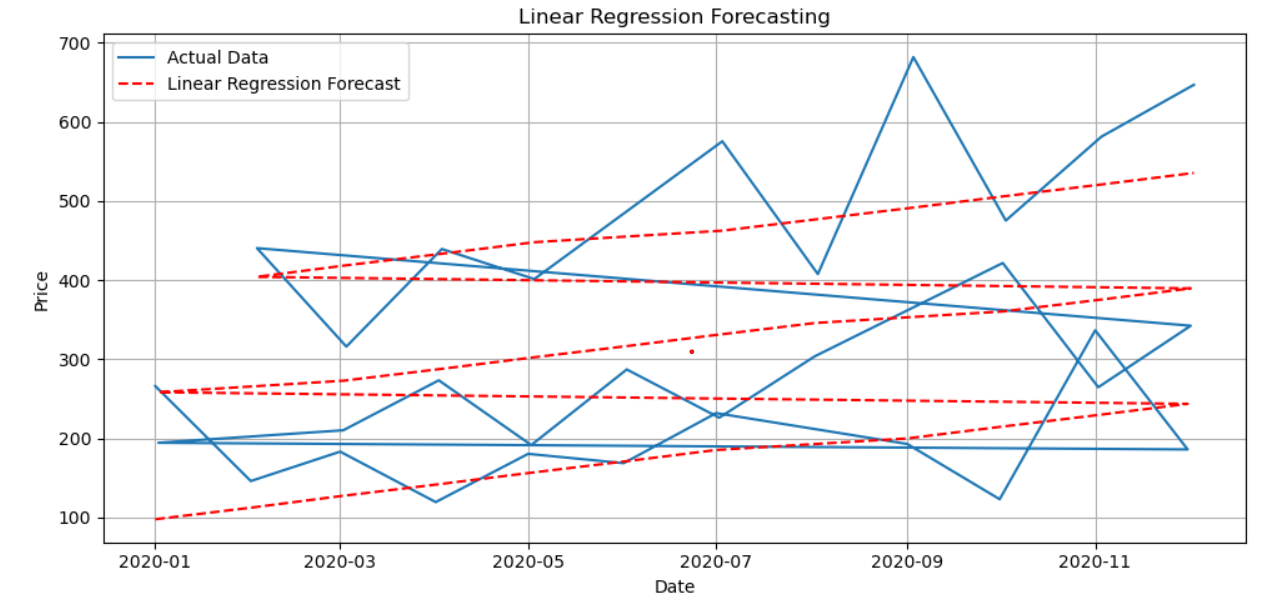 Linear Regression Forecasting
Actual Data
Linear Regression Forecast
700
600
500
400
300
200
100
Price
2020-01
2020-03
2020-05
2020-07
2020-09
2020-11
Date